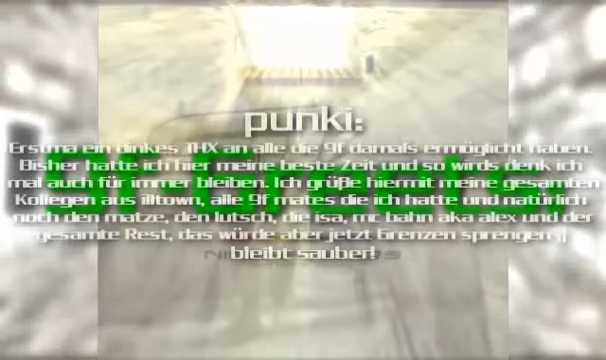 punki:
Erstma ein dinkes THX an alle die 9f damals ermöglicht haben.
Bisher hatte ich hier meine beste Zeit und so wirds denk ich
mal auch für immer bleiben. Ich grüße hiermit meine gesamten
Kollegen aus illtown, alle 9f mates die ich hatte und natürlich
noch den matze, den lutsch, die isa, mc bahn aka alex und der
gesamte Rest, das würde aber jetzt Grenzen sprengen ||
bleibt sauber!